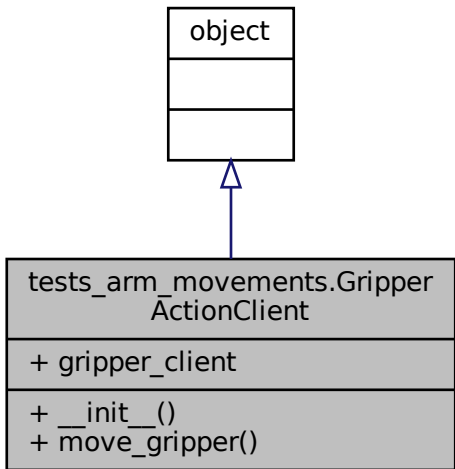 object
tests_arm_movements.Gripper
ActionClient
+ gripper_client
+ __init__()
+ move_gripper()